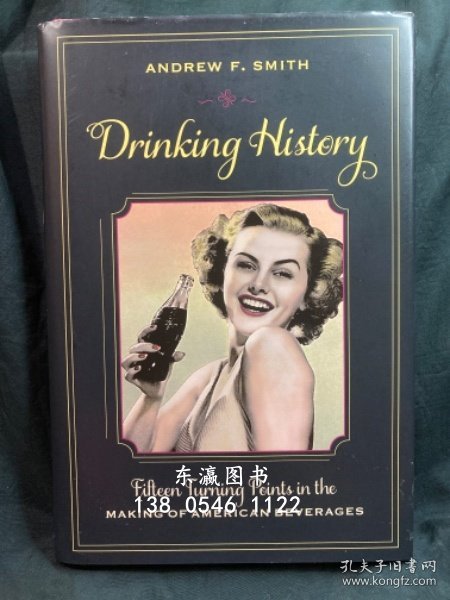 ANDREW F. SMITH
Drinking History
东瀛图书
Fifteen Turning Points in the
138 0546 1122
MAKING OF AMERICAN BEVERAGES
孔夫子旧书网
www.kongfz.com